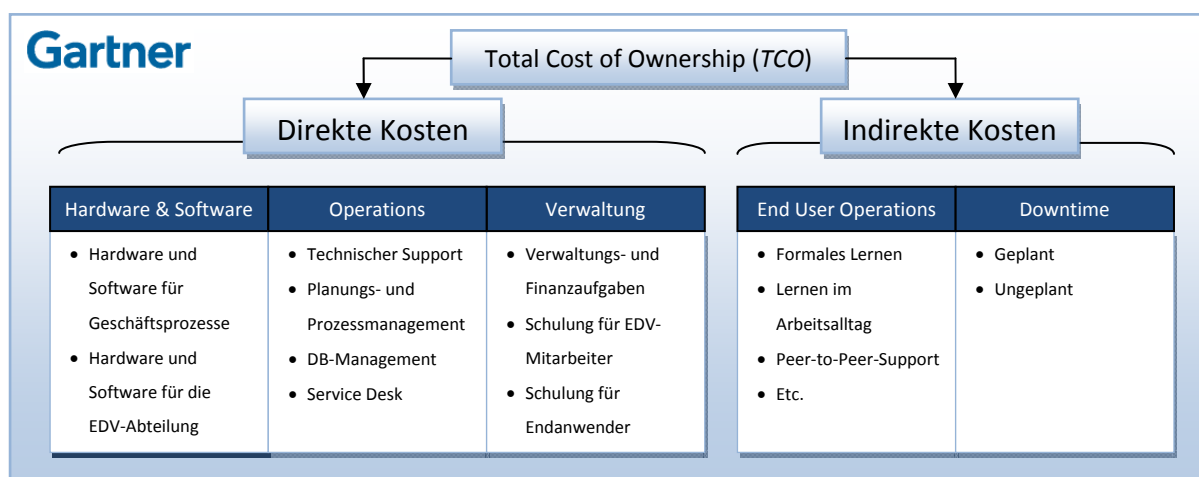 Gartner
Total Cost of Ownership (TCO)
Direkte Kosten
Indirekte Kosten
Hardware & Software
• Hardware und
Software für
Geschäftsprozesse
• Hardware und
Software für die
EDV-Abteilung
Operations
• Technischer Support
• Planungs- und
Prozessmanagement
• DB-Management
• Service Desk
Verwaltung
• Verwaltungs- und
Finanzaufgaben
• Schulung für EDV-
Mitarbeiter
• Schulung für
Endanwender
End User Operations
• Formales Lernen
• Lernen im
Arbeitsalltag
• Peer-to-Peer-Support
• Etc.
Downtime
• Geplant
• Ungeplant